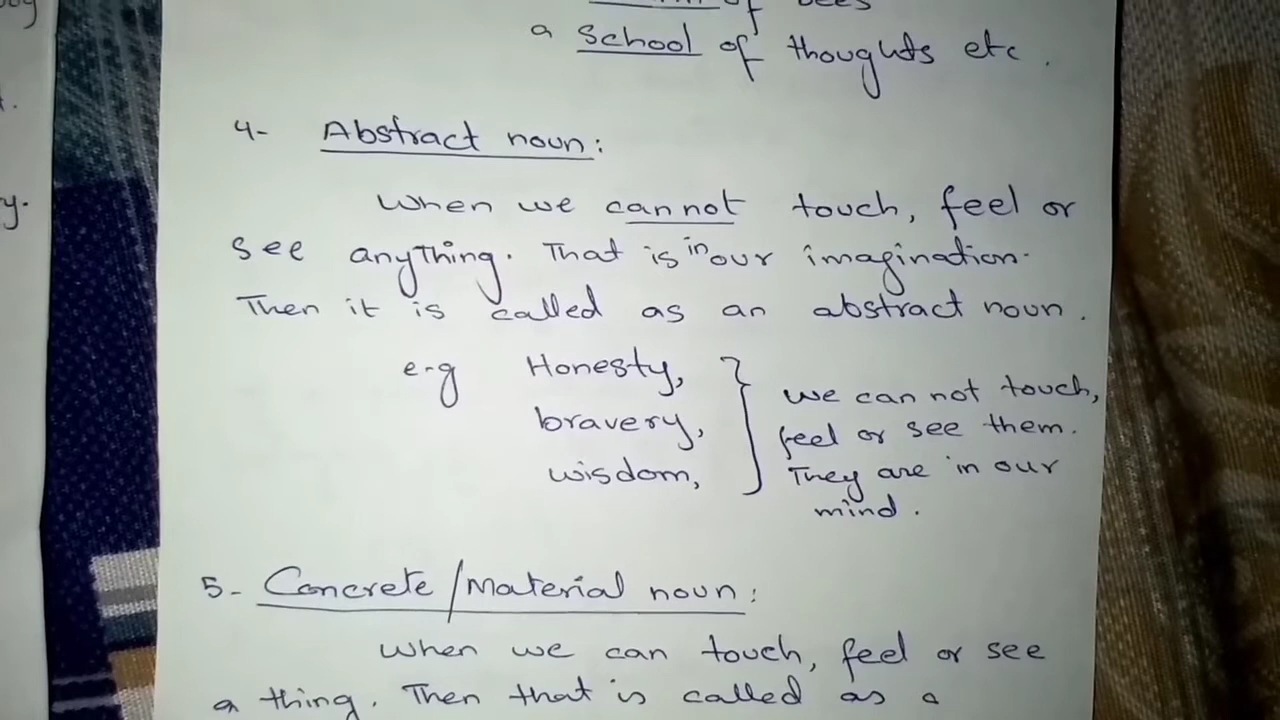 of bees
a school of thoughts etc.
4- Abstract noun:
When we cannot touch, feel or
see anything. That is in our imagination.
Then it is called as an abstract noun.
e-g Honesty,
bravery,
wisdom,
we can not touch,
feel or see them.
They are in our
mind.
5- Concrete/Material noun:
When we can touch, feel or see
a thing. Then that is called as a